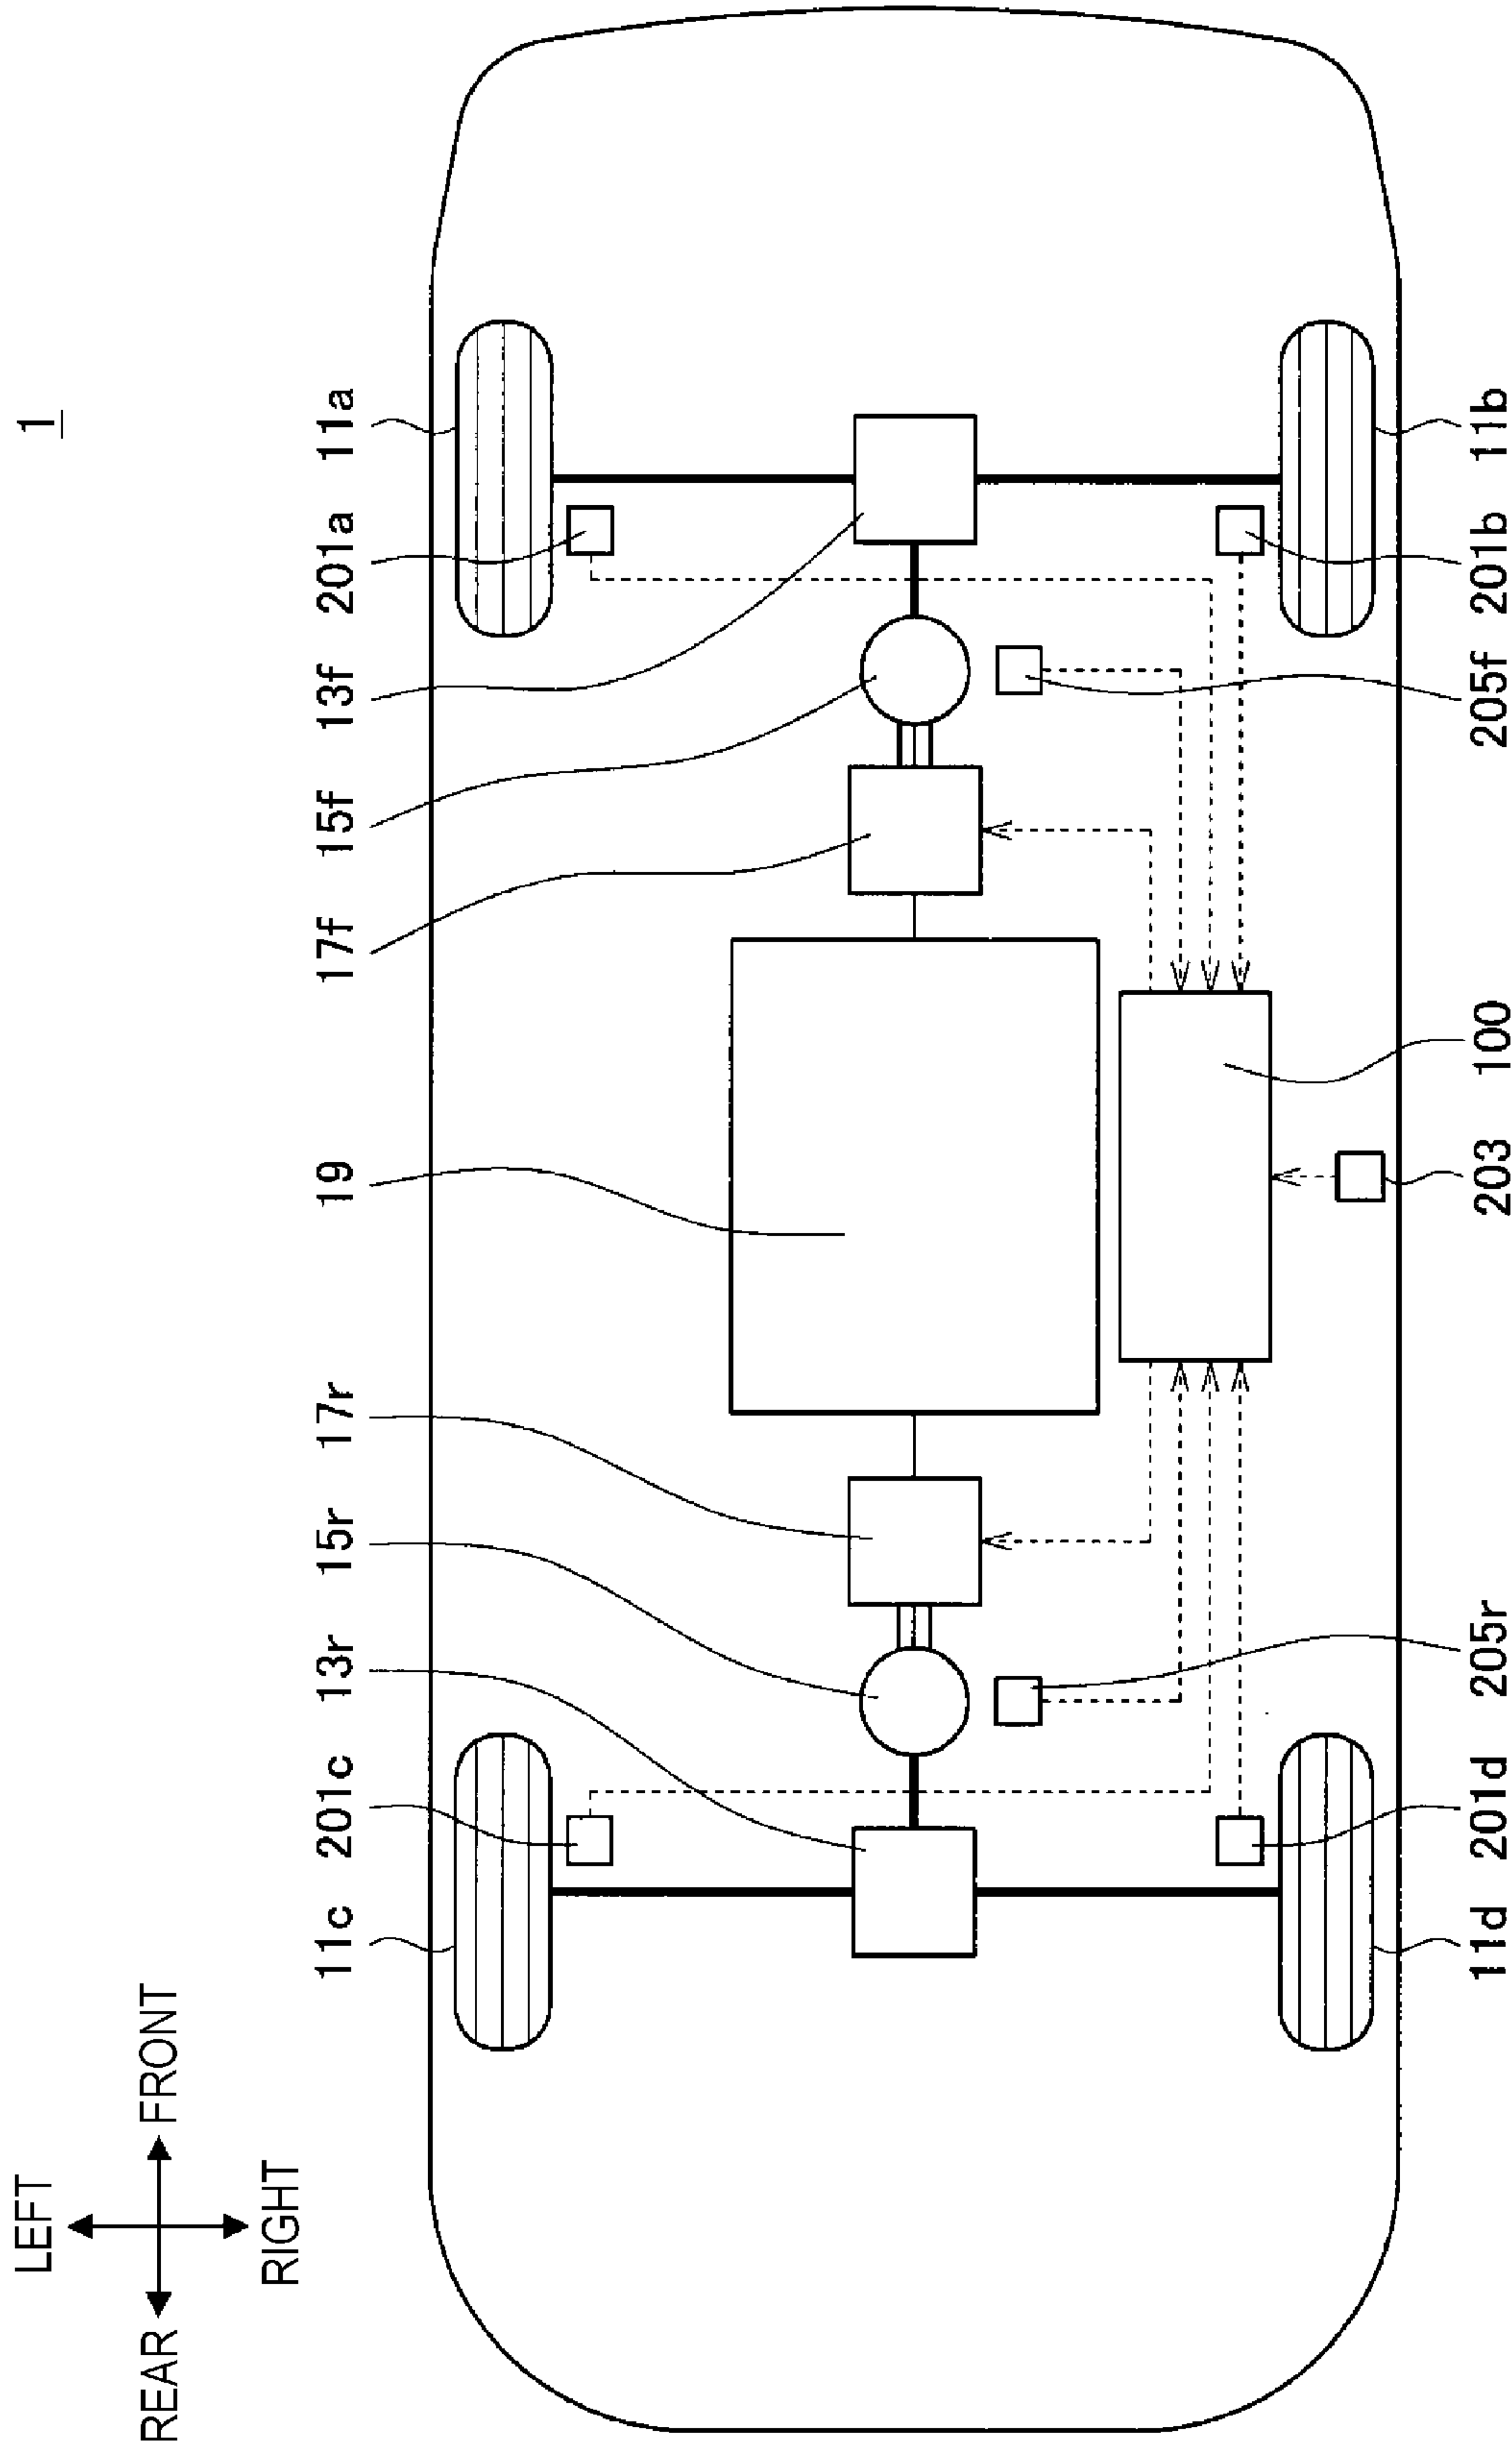 1
LEFT
REAR FRONT
RIGHT
11c 201c 13r 15r 17r 19 17f 15f 13f 201a 11a
11d 201d 205r 203 100 205f 201b 11b